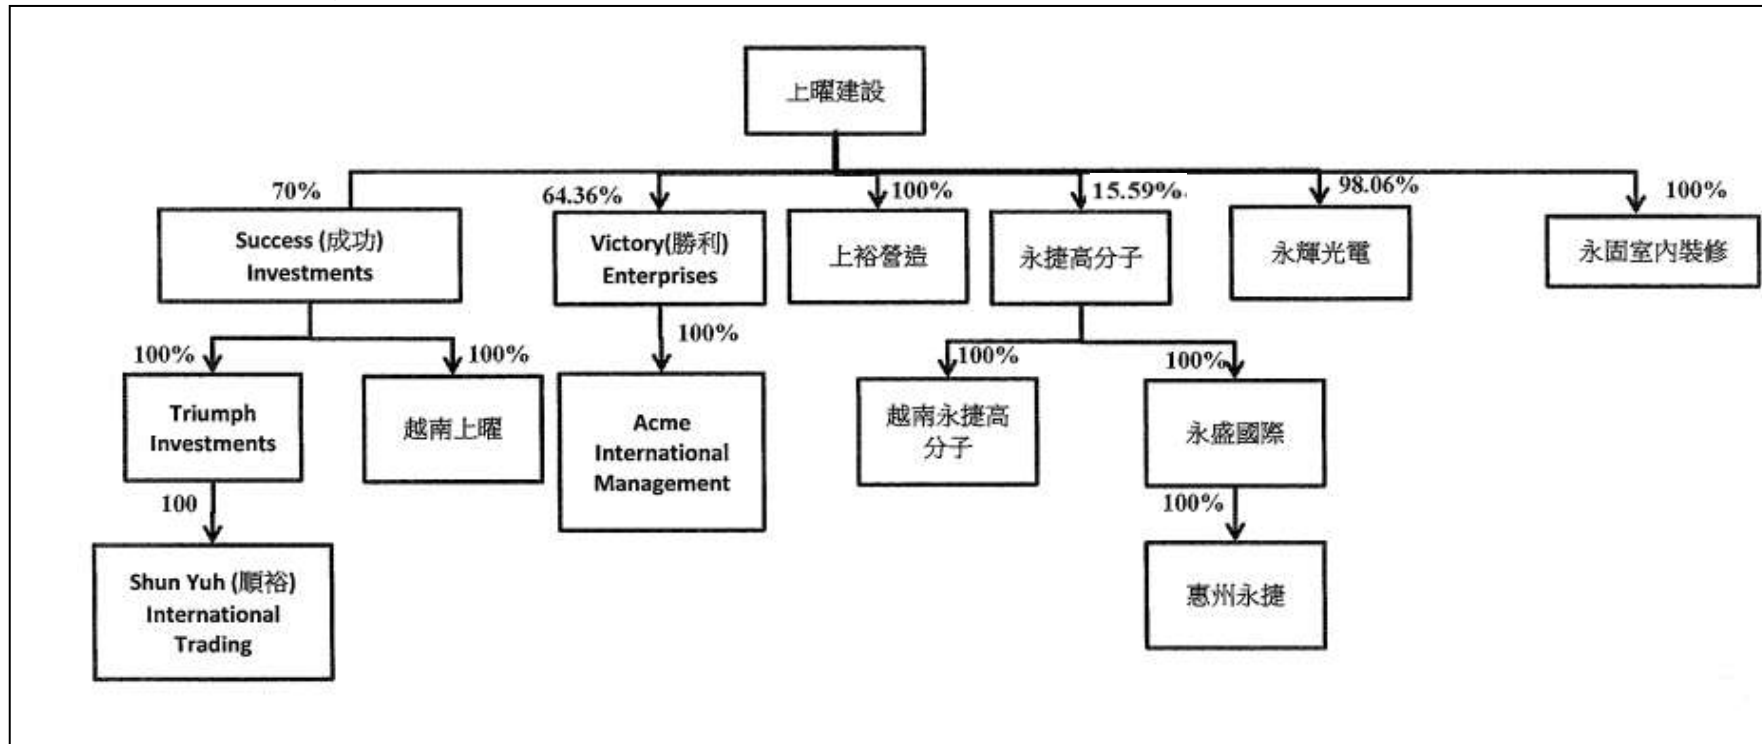 上曜建設
70%
64.36%
100%
15.59%
98.06%
100%
Success (成功)
Investments
Victory(勝利)
Enterprises
上裕營造
永捷高分子
永輝光電
永固室內裝修
100%
100%
100%
100%
100%
Triumph
Investments
越南上曜
Acme
International
Management
越南永捷高
分子
永盛國際
100
100%
Shun Yuh (順裕)
International
Trading
惠州永捷